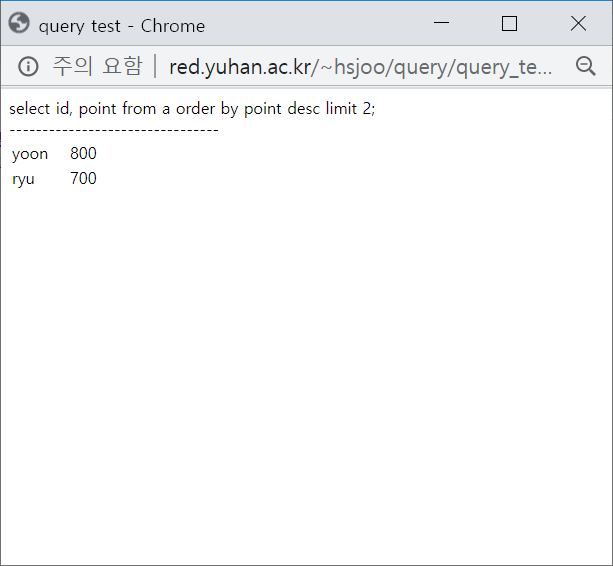 query test - Chrome
주의 요함 | red.yuhan.ac.kr/~hsjoo/query/query_te...
select id, point from a order by point desc limit 2;
--------------------------------
yoon 800
ryu 700